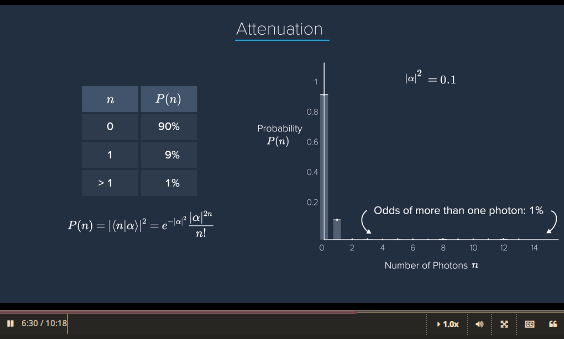 Attenuation
n P(n)
0 90%
1 9%
> 1 1%
P(n) = |⟨n|α⟩|² = e^{-|α|²} |α|^{2n} / n!
|α|² = 0.1
Probability
P(n)
1
0.8
0.6
0.4
0.2
Odds of more than one photon: 1%
0 2 4 6 8 10 12 14
Number of Photons n
6:30 / 10:18
1.0x
CC